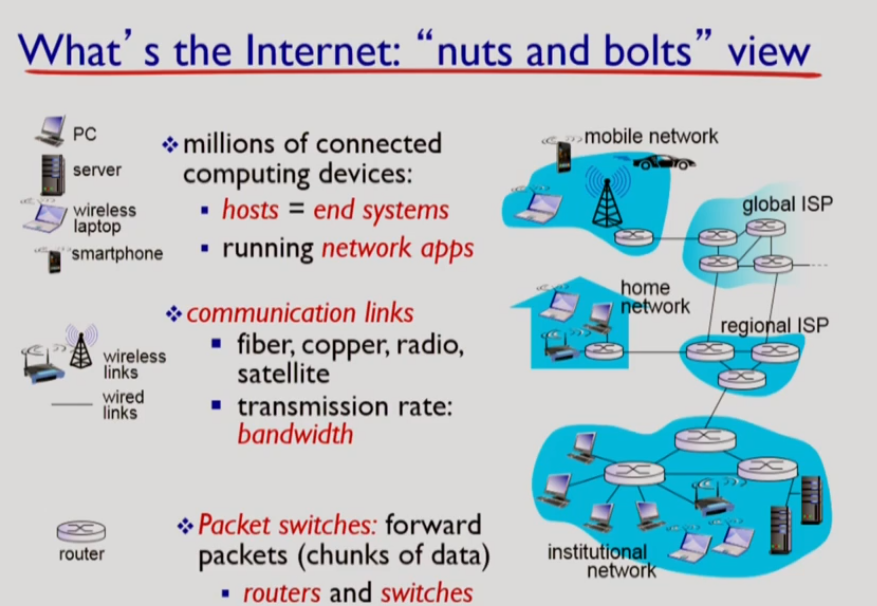 What's the Internet: “nuts and bolts” view
PC
server
wireless
laptop
smartphone
❖ millions of connected
computing devices:
▪ hosts = end systems
▪ running network apps
❖ communication links
▪ fiber, copper, radio,
satellite
▪ transmission rate:
bandwidth
wireless
links
wired
links
❖ Packet switches: forward
packets (chunks of data)
▪ routers and switches
router
mobile network
global ISP
home
network
regional ISP
institutional
network